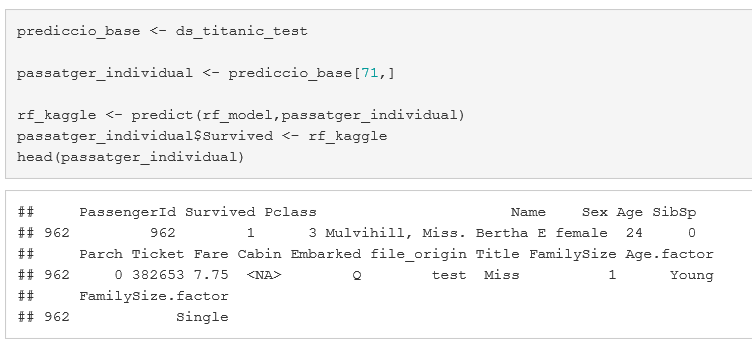 prediccio_base <- ds_titanic_test
passatger_individual <- prediccio_base[71,]
rf_kaggle <- predict(rf_model,passatger_individual)
passatger_individual$Survived <- rf_kaggle
head(passatger_individual)
##     PassengerId Survived Pclass                        Name    Sex Age SibSp
## 962         962        1      3 Mulvihill, Miss. Bertha E female  24     0
##     Parch Ticket Fare Cabin Embarked file_origin Title FamilySize Age.factor
## 962     0 382653 7.75  <NA>        Q        test  Miss          1      Young
##     FamilySize.factor
## 962            Single